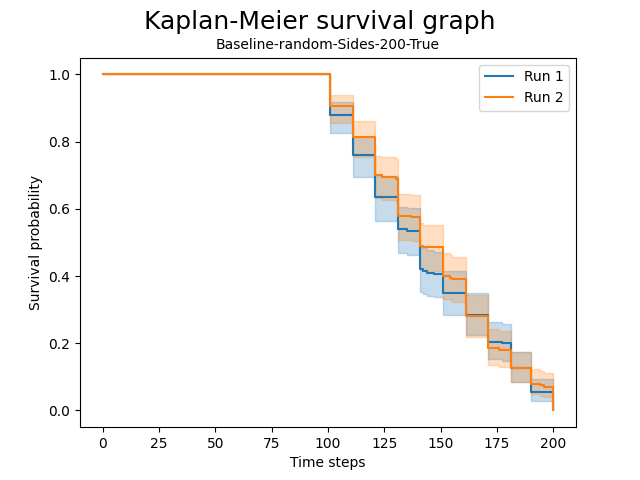 Kaplan-Meier survival graph
Baseline-random-Sides-200-True
Run 1
Run 2
1.0
0.8
0.6
0.4
0.2
0.0
Survival probability
0 25 50 75 100 125 150 175 200
Time steps